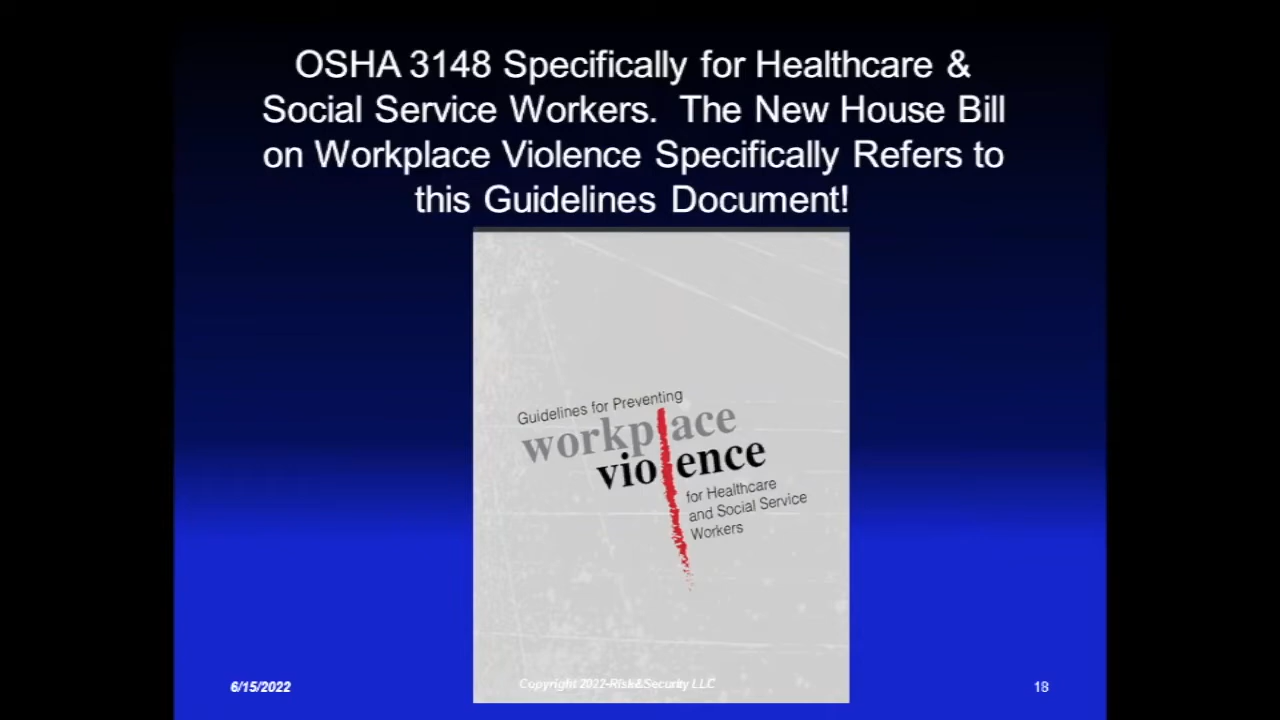 OSHA 3148 Specifically for Healthcare &
Social Service Workers. The New House Bill
on Workplace Violence Specifically Refers to
this Guidelines Document!
Guidelines for Preventing
workplace
violence
for Healthcare
and Social Service
Workers
6/15/2022
Copyright 2022-Risk&Security LLC
18